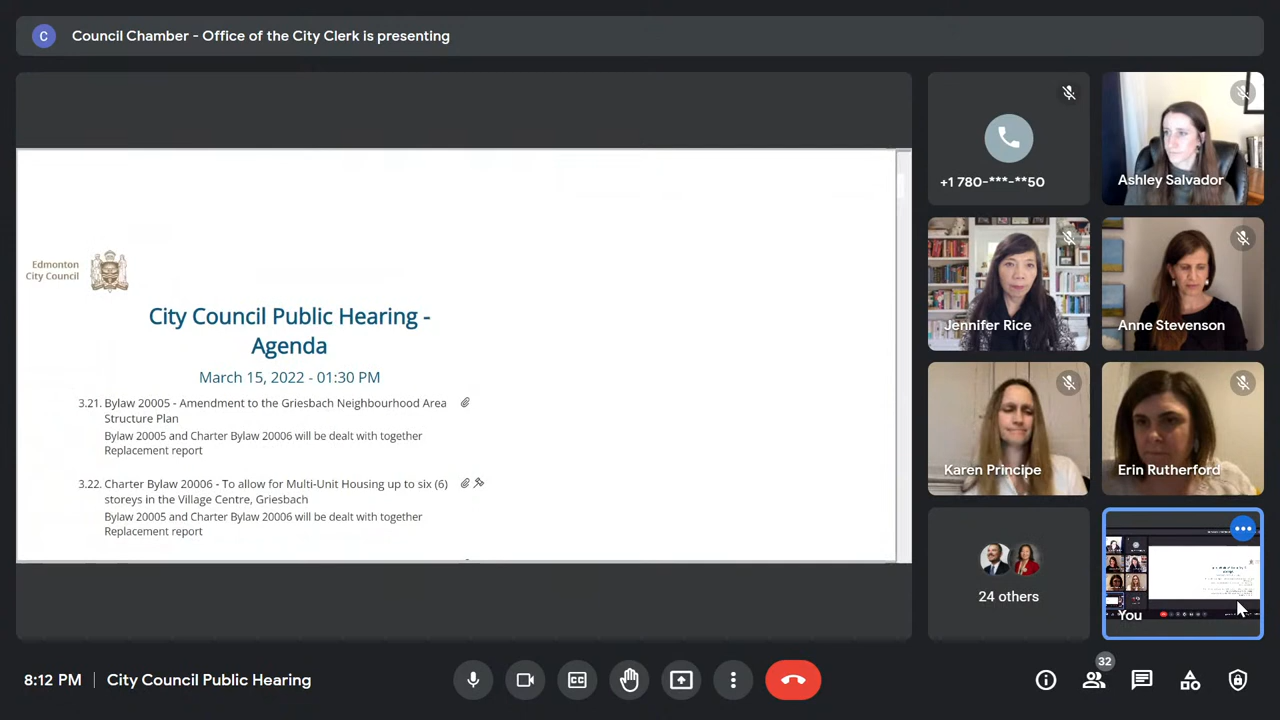 C
Council Chamber - Office of the City Clerk is presenting
Edmonton
City Council
City Council Public Hearing -
Agenda
March 15, 2022 - 01:30 PM
3.21. Bylaw 20005 - Amendment to the Griesbach Neighbourhood Area
Structure Plan
Bylaw 20005 and Charter Bylaw 20006 will be dealt with together
Replacement report
3.22. Charter Bylaw 20006 - To allow for Multi-Unit Housing up to six (6)
storeys in the Village Centre, Griesbach
Bylaw 20005 and Charter Bylaw 20006 will be dealt with together
Replacement report
+1 780-***-**50
Ashley Salvador
Jennifer Rice
Anne Stevenson
Karen Principe
Erin Rutherford
24 others
You
8:12 PM
City Council Public Hearing
CC
32